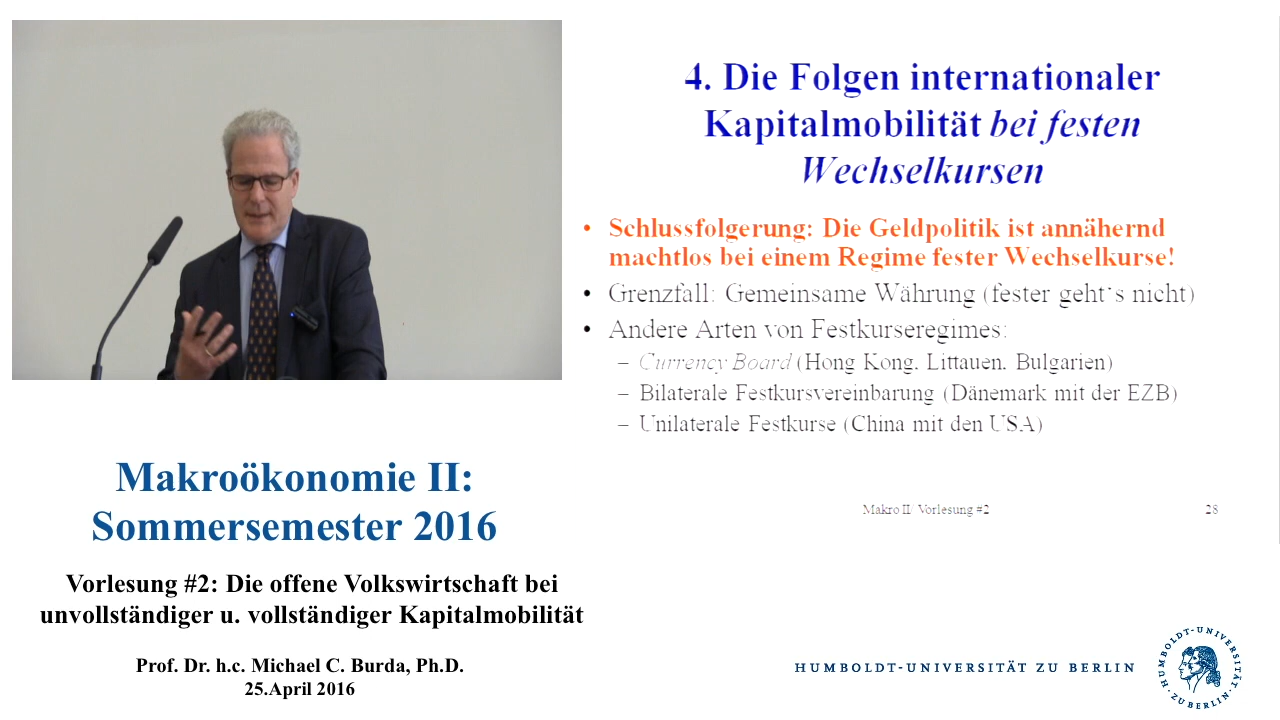 4. Die Folgen internationaler
Kapitalmobilität bei festen
Wechselkursen
• Schlussfolgerung: Die Geldpolitik ist annähernd
machtlos bei einem Regime fester Wechselkurse!
• Grenzfall: Gemeinsame Währung (fester geht's nicht)
• Andere Arten von Festkurseregimes:
– Currency Board (Hong Kong, Littauen, Bulgarien)
– Bilaterale Festkursvereinbarung (Dänemark mit der EZB)
– Unilaterale Festkurse (China mit den USA)
Makro II/ Vorlesung #2
28
Makroökonomie II:
Sommersemester 2016
Vorlesung #2: Die offene Volkswirtschaft bei
unvollständiger u. vollständiger Kapitalmobilität
Prof. Dr. h.c. Michael C. Burda, Ph.D.
25.April 2016
HUMBOLDT-UNIVERSITÄT ZU BERLIN
HUMBOLDT-UNIVERSITÄT ZU BERLIN